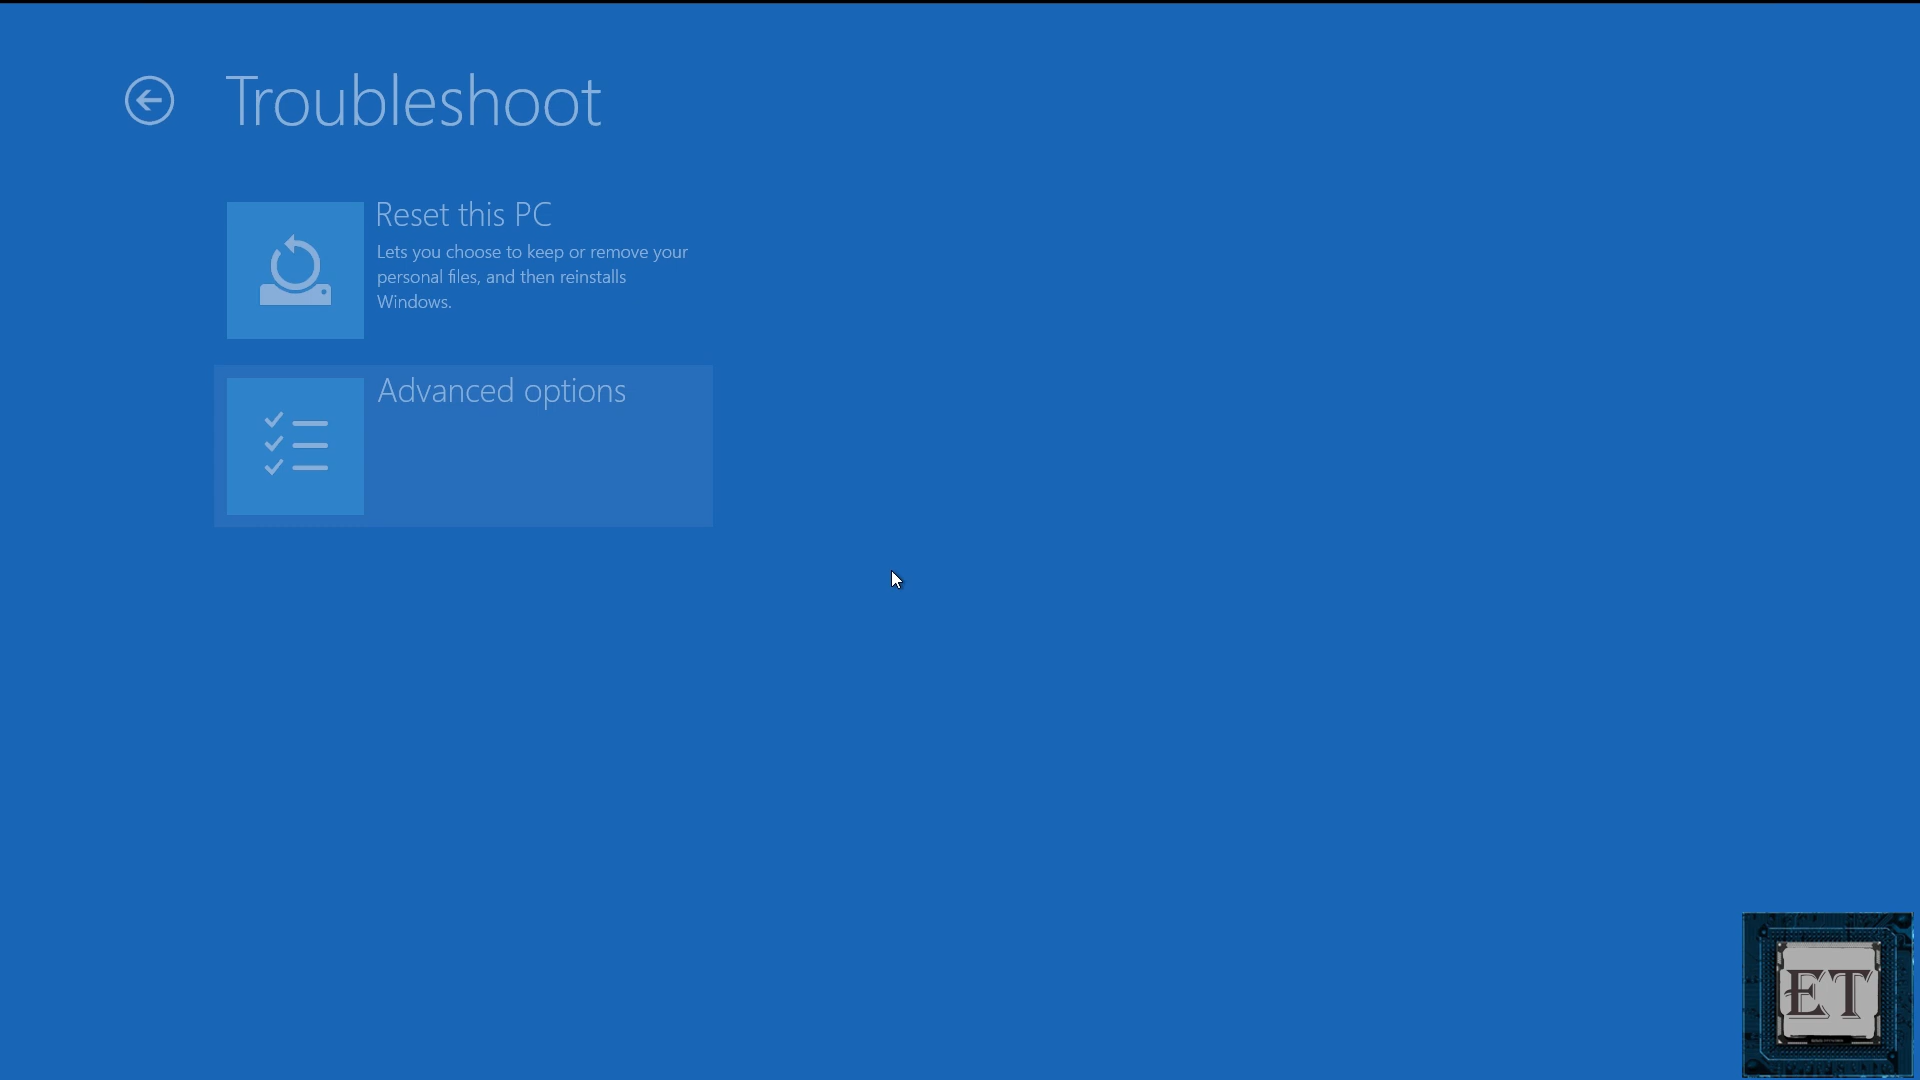 Troubleshoot
Reset this PC
Lets you choose to keep or remove your
personal files, and then reinstalls
Windows.
Advanced options
ET